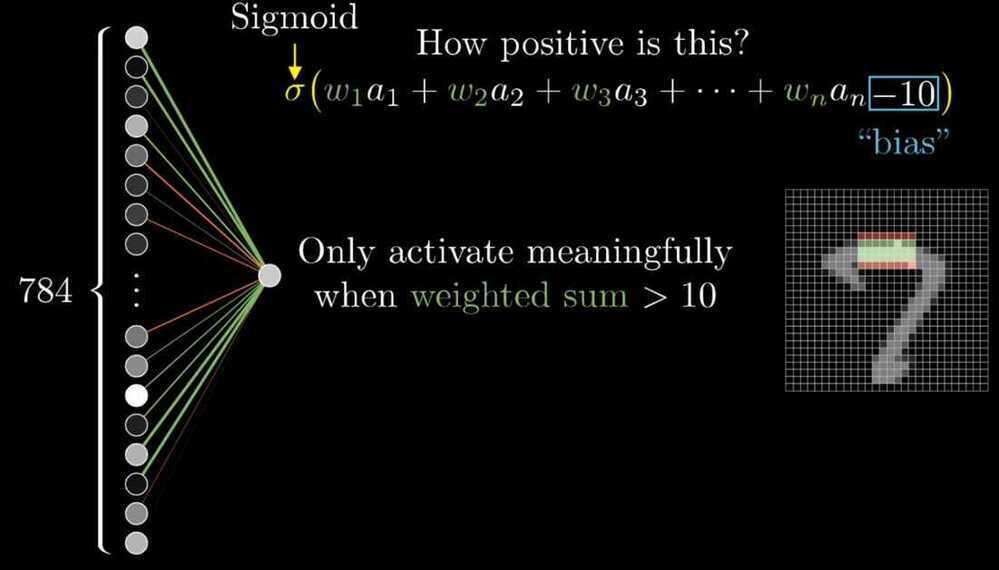 Sigmoid
How positive is this?
σ(w₁a₁ + w₂a₂ + w₃a₃ + ⋯ + wₙaₙ −10)
“bias”
784
Only activate meaningfully
when weighted sum > 10